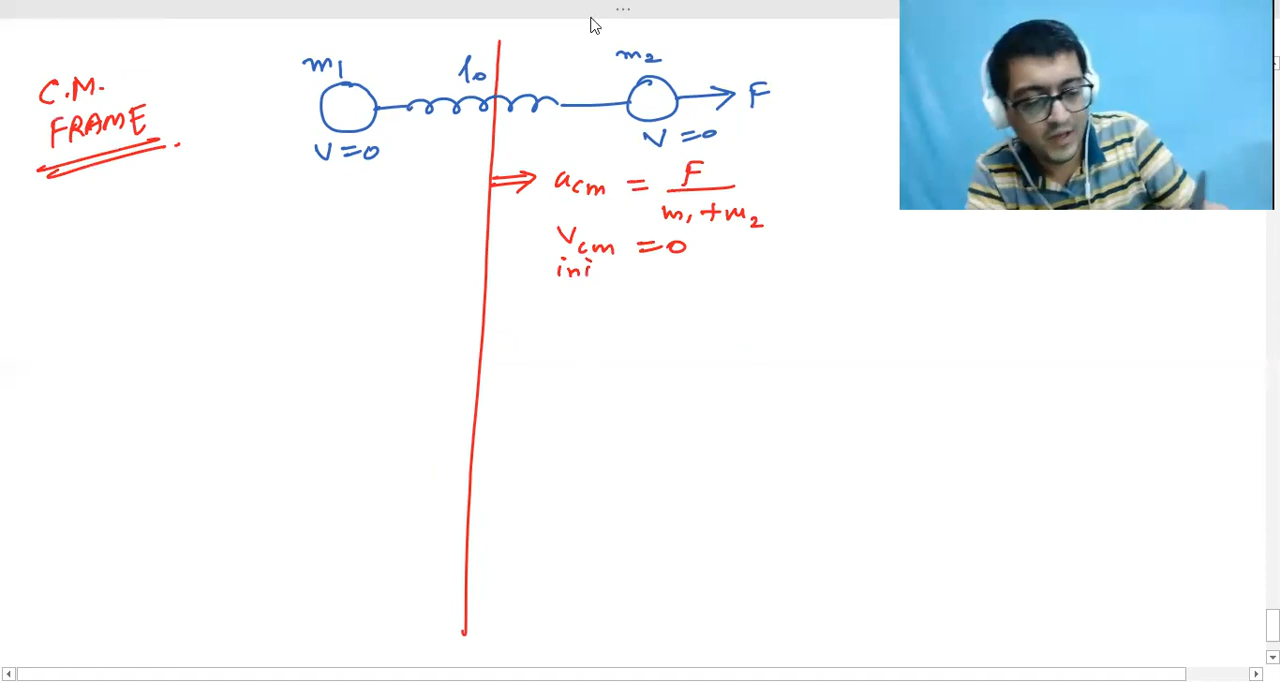 C.M.
FRAME
m1
l0
m2
F
V=0
V=0
acm = F / m1+m2
Vcm =0
ini